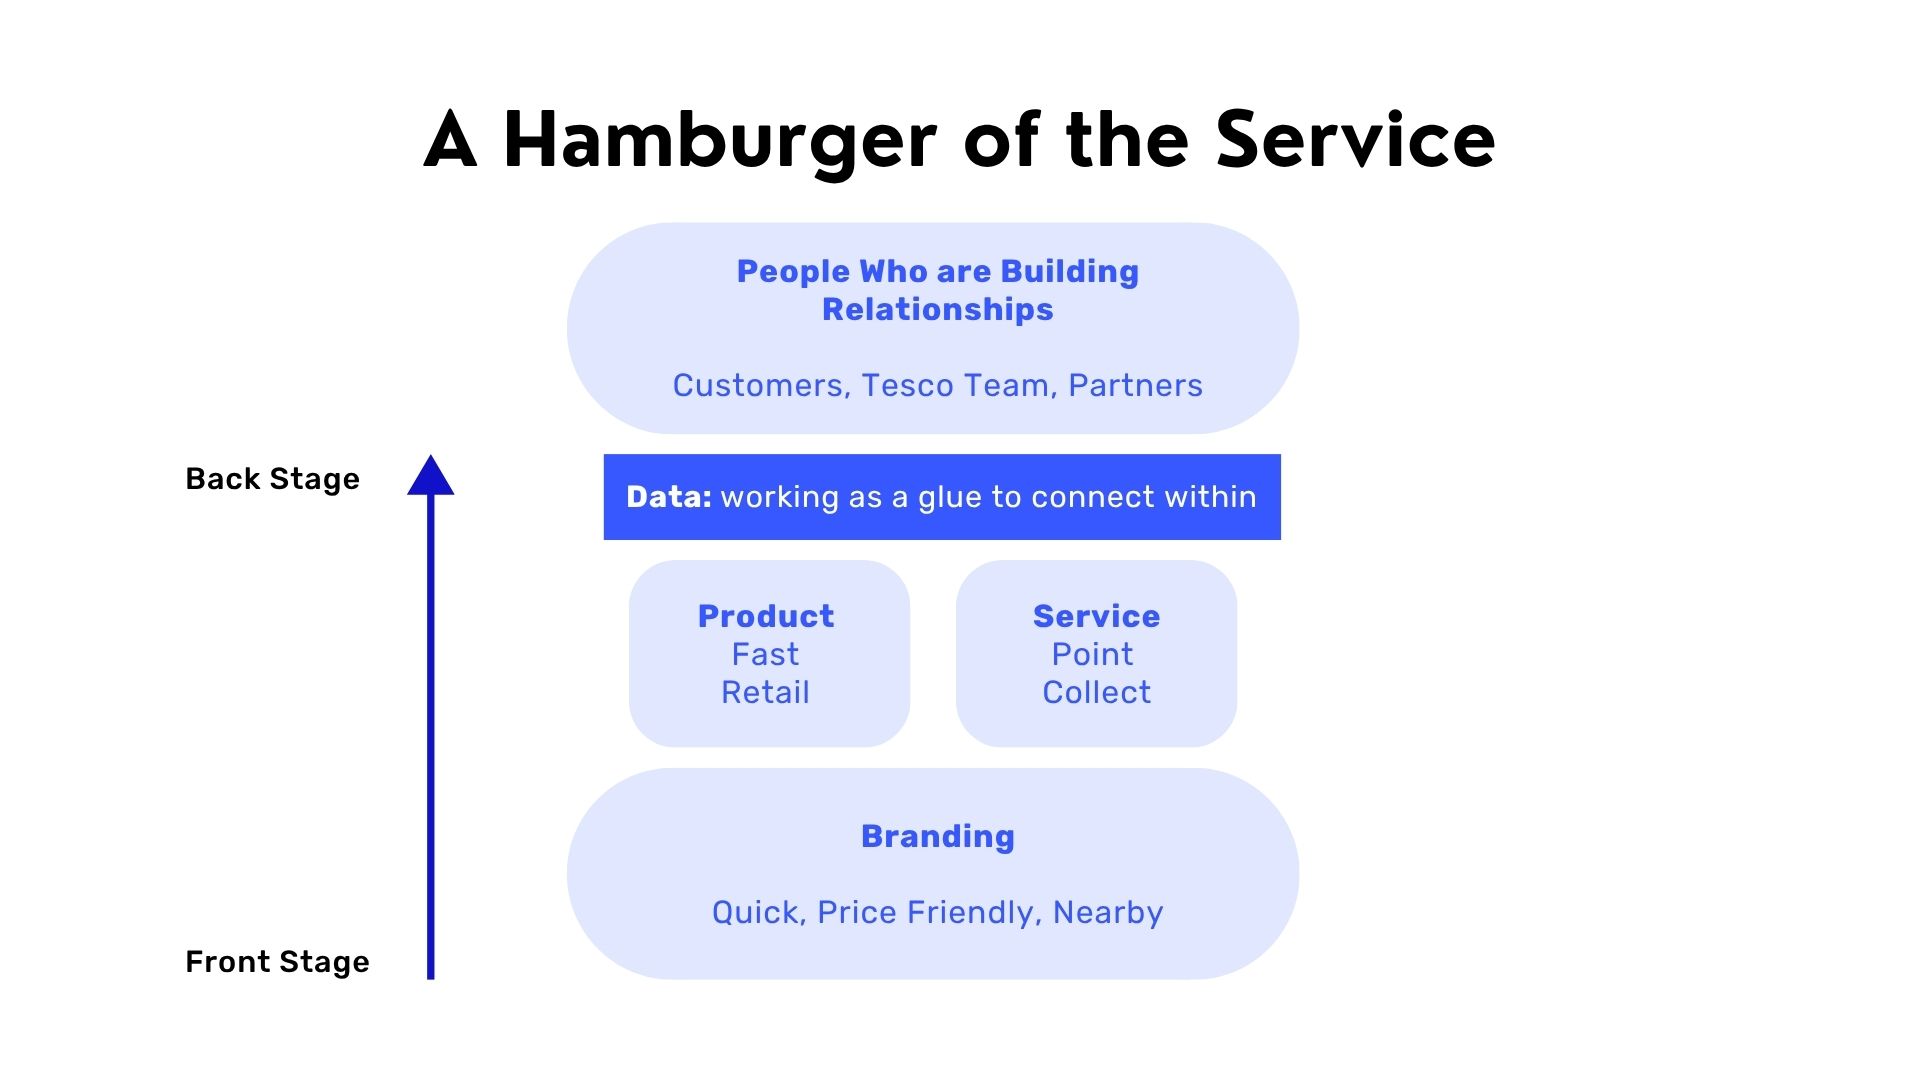 A Hamburger of the Service
People Who are Building
Relationships
Customers, Tesco Team, Partners
Back Stage
Data: working as a glue to connect within
Product
Fast
Retail
Service
Point
Collect
Branding
Quick, Price Friendly, Nearby
Front Stage